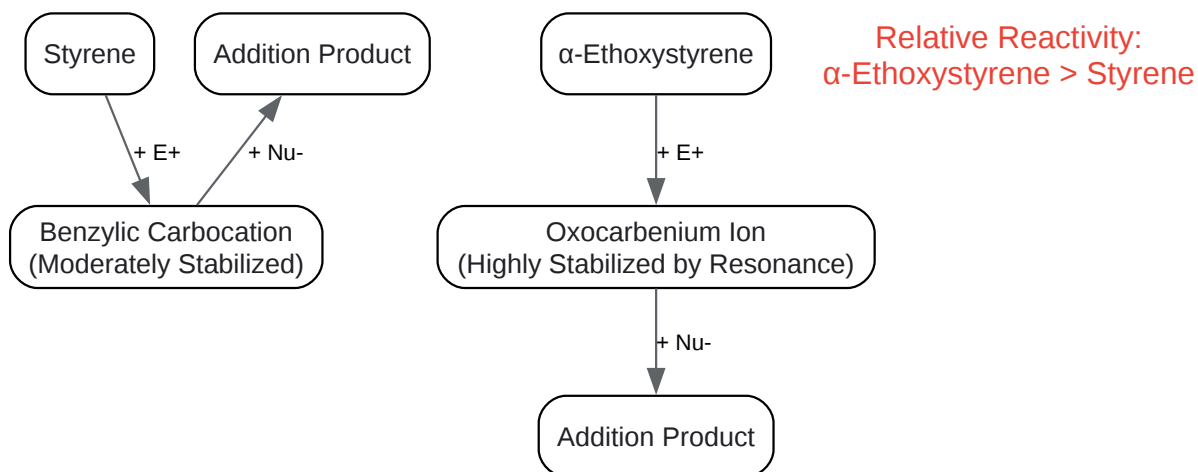 Styrene
Addition Product
α-Ethoxystyrene
Relative Reactivity:
α-Ethoxystyrene > Styrene
+ E+
+ Nu-
+ E+
Benzylic Carbocation
(Moderately Stabilized)
Oxocarbenium Ion
(Highly Stabilized by Resonance)
+ Nu-
Addition Product